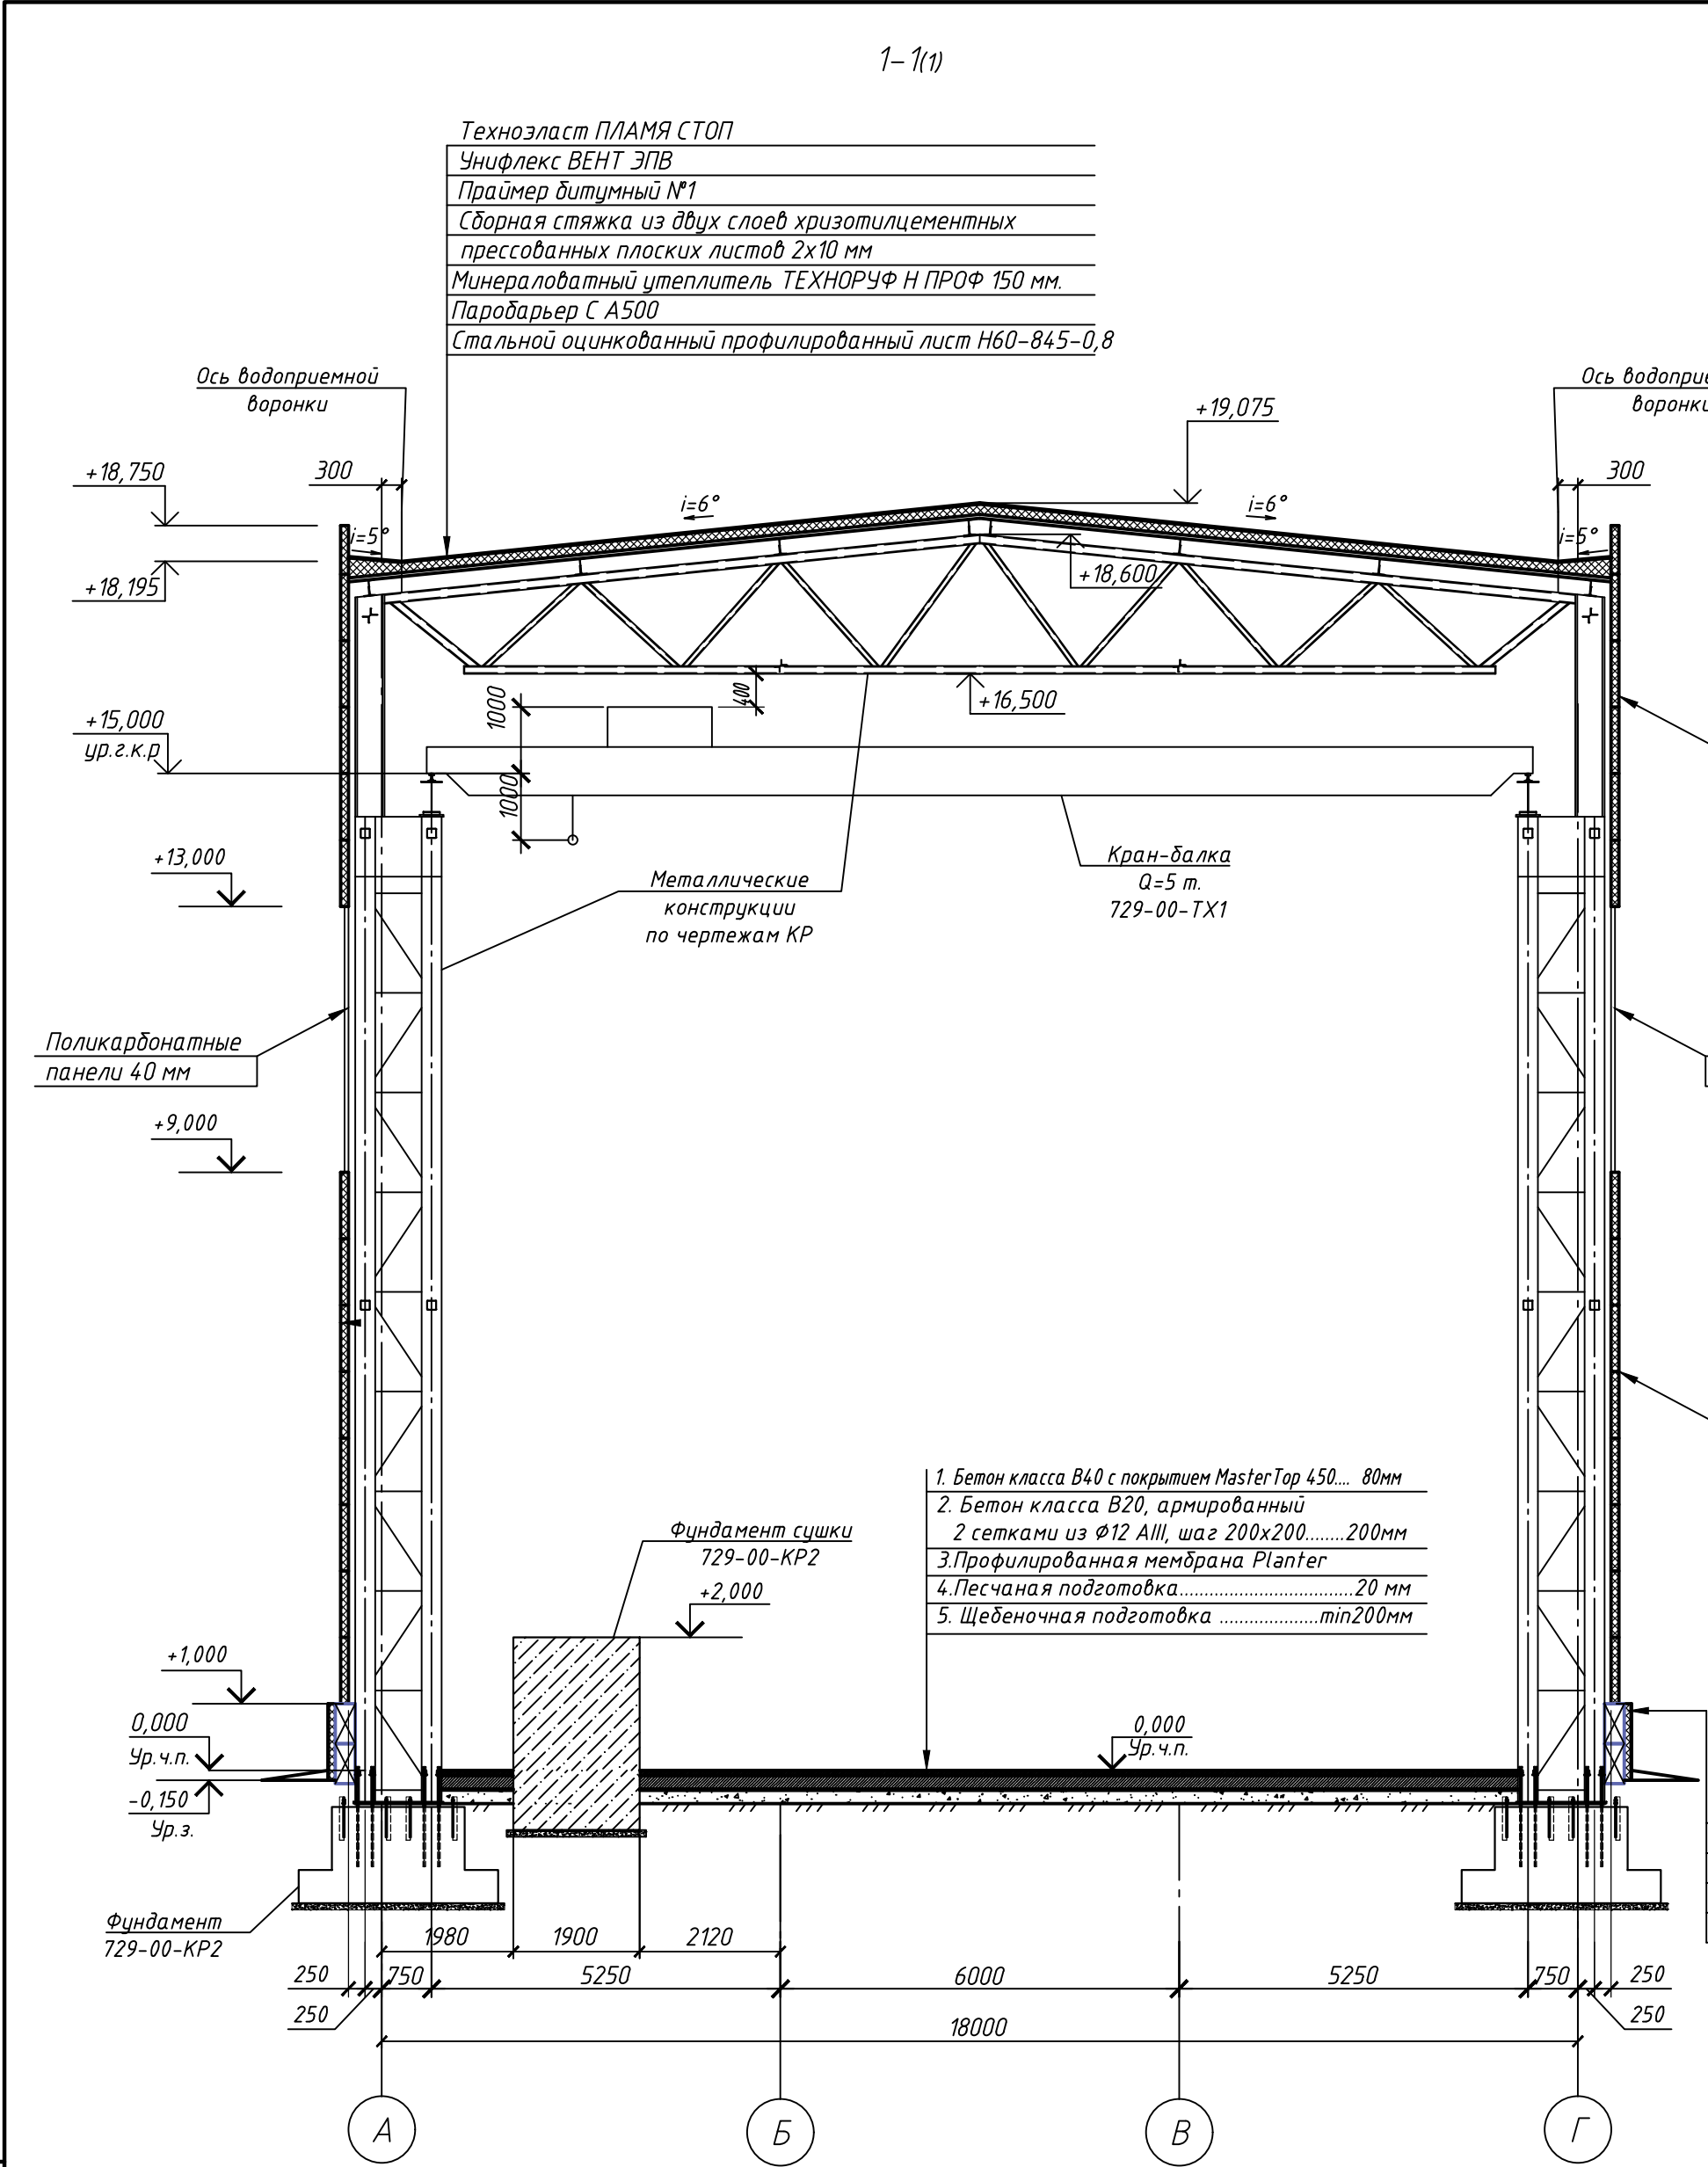 1-1(1)
Техноэласт ПЛАМЯ СТОП
Унифлекс ВЕНТ ЭПВ
Праймер битумный №1
Сборная стяжка из двух слоев хризотилцементных
прессованных плоских листов 2х10 мм
Минераловатный утеплитель ТЕХНОРУФ Н ПРОФ 150 мм.
Паробарьер С А500
Стальной оцинкованный профилированный лист Н60-845-0,8
Ось водоприемной
воронки
Ось водоприе
воронки
+19,075
+18,750
300
300
i=6°
i=6°
i=5°
i=5°
+18,195
+18,600
400
1000
+16,500
+15,000
ур.г.к.р
1000
+13,000
Кран-балка
Q=5 т.
729-00-ТХ1
Металлические
конструкции
по чертежам КР
Поликарбонатные
панели 40 мм
+9,000
1. Бетон класса В40 с покрытием MasterTop 450.... 80мм
2. Бетон класса В20, армированный
2 сетками из Ф12 АIII, шаг 200х200........200мм
3.Профилированная мембрана Planter
4.Песчаная подготовка.................................20 мм
5. Щебеночная подготовка ...................min200мм
Фундамент сушки
729-00-КР2
+2,000
+1,000
0,000
Ур.ч.п.
0,000
Ур.ч.п.
-0,150
Ур.з.
Фундамент
729-00-КР2
1980
1900
2120
250
750
5250
6000
5250
750
250
250
250
18000
А
Б
В
Г